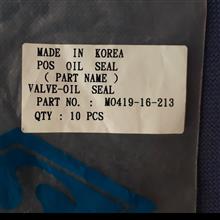 MADE IN KOREA
POS OIL SEAL
( PART NAME )
VALVE-OIL SEAL
PART NO. : M0419-16-213
QTY : 10 PCS